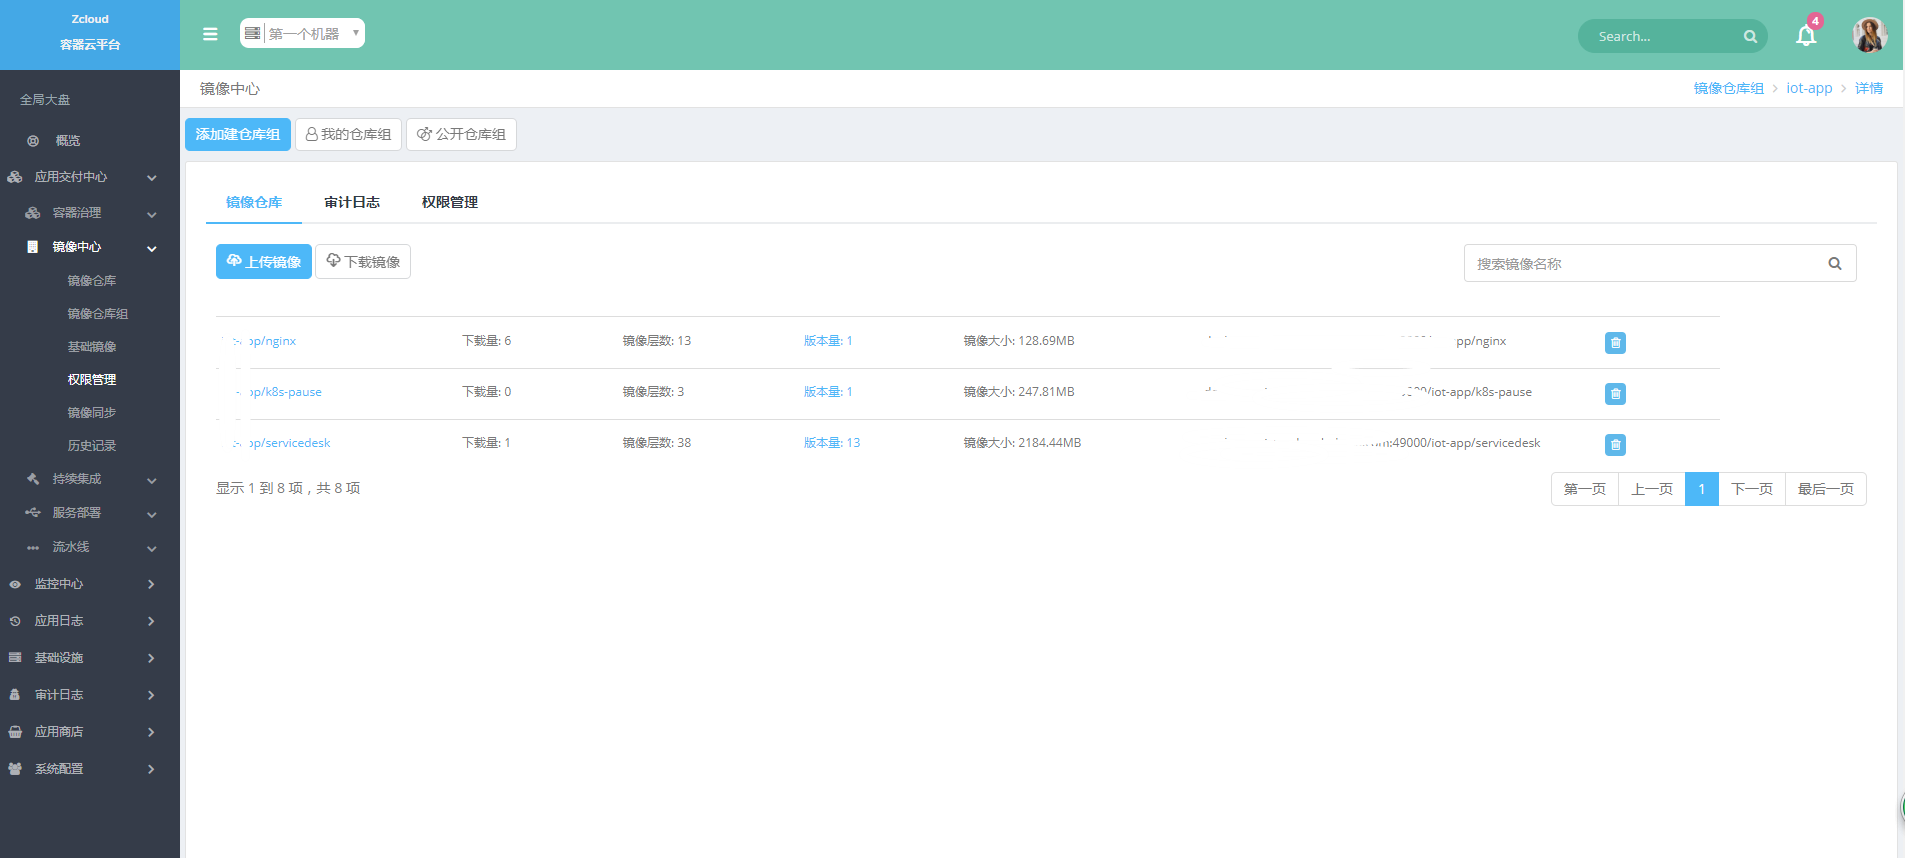 Zcloud
容器云平台
第一个机器
Search...
4
全局大盘
概览
应用交付中心
容器治理
镜像中心
镜像仓库
镜像仓库组
基础镜像
权限管理
镜像同步
历史记录
持续集成
服务部署
流水线
监控中心
应用日志
基础设施
审计日志
应用商店
系统配置
镜像中心
镜像仓库组 > iot-app > 详情
添加建仓库组 我的仓库组 公开仓库组
镜像仓库 审计日志 权限管理
上传镜像 下载镜像 搜索镜像名称
pp/nginx 下载量: 6 镜像层数: 13 版本量: 1 镜像大小: 128.69MB pp/nginx
pp/k8s-pause 下载量: 0 镜像层数: 3 版本量: 1 镜像大小: 247.81MB /iot-app/k8s-pause
app/servicedesk 下载量: 1 镜像层数: 38 版本量: 13 镜像大小: 2184.44MB :49000/iot-app/servicedesk
显示 1 到 8 项，共 8 项
第一页 上一页 1 下一页 最后一页